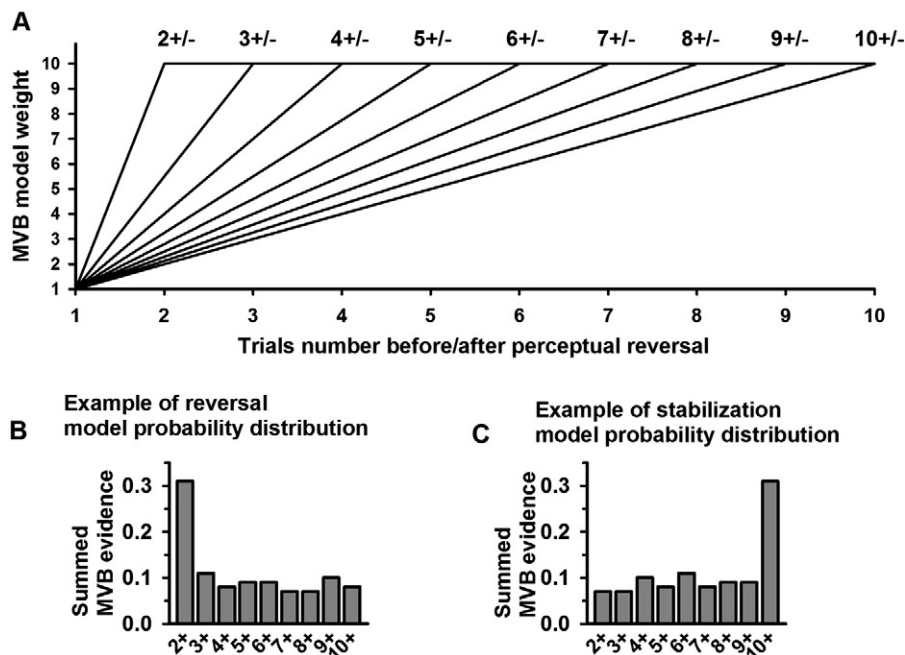 A
2+/- 3+/- 4+/- 5+/- 6+/- 7+/- 8+/- 9+/- 10+/-
MVB model weight
10
9
8
7
6
5
4
3
2
1
1 2 3 4 5 6 7 8 9 10
Trials number before/after perceptual reversal
B
Example of reversal
model probability distribution
Summed
MVB evidence
0.3
0.2
0.1
0.0
2+ 3+ 4+ 5+ 6+ 7+ 8+ 9+ 10+
C
Example of stabilization
model probability distribution
Summed
MVB evidence
0.3
0.2
0.1
0.0
2+ 3+ 4+ 5+ 6+ 7+ 8+ 9+ 10+